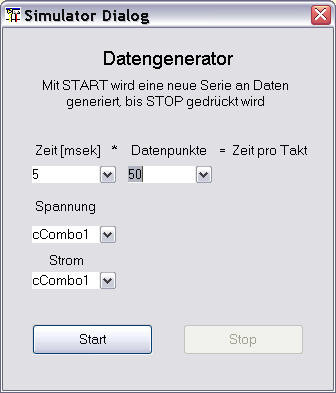 Simulator Dialog
Datengenerator
Mit START wird eine neue Serie an Daten
generiert, bis STOP gedrückt wird
Zeit [msek] * Datenpunkte = Zeit pro Takt
5 50
Spannung
cCombo1
Strom
cCombo1
Start Stop